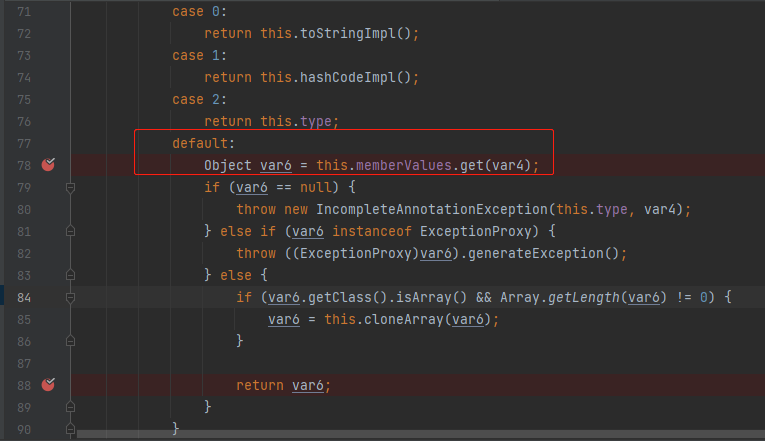 71 case 0:
72 return this.toStringImpl();
73 case 1:
74 return this.hashCodeImpl();
75 case 2:
76 return this.type;
77 default:
78 Object var6 = this.memberValues.get(var4);
79 if (var6 == null) {
80 throw new IncompleteAnnotationException(this.type, var4);
81 } else if (var6 instanceof ExceptionProxy) {
82 throw ((ExceptionProxy)var6).generateException();
83 } else {
84 if (var6.getClass().isArray() && Array.getLength(var6) != 0) {
85 var6 = this.cloneArray(var6);
86 }
87
88 return var6;
89 }
90 }